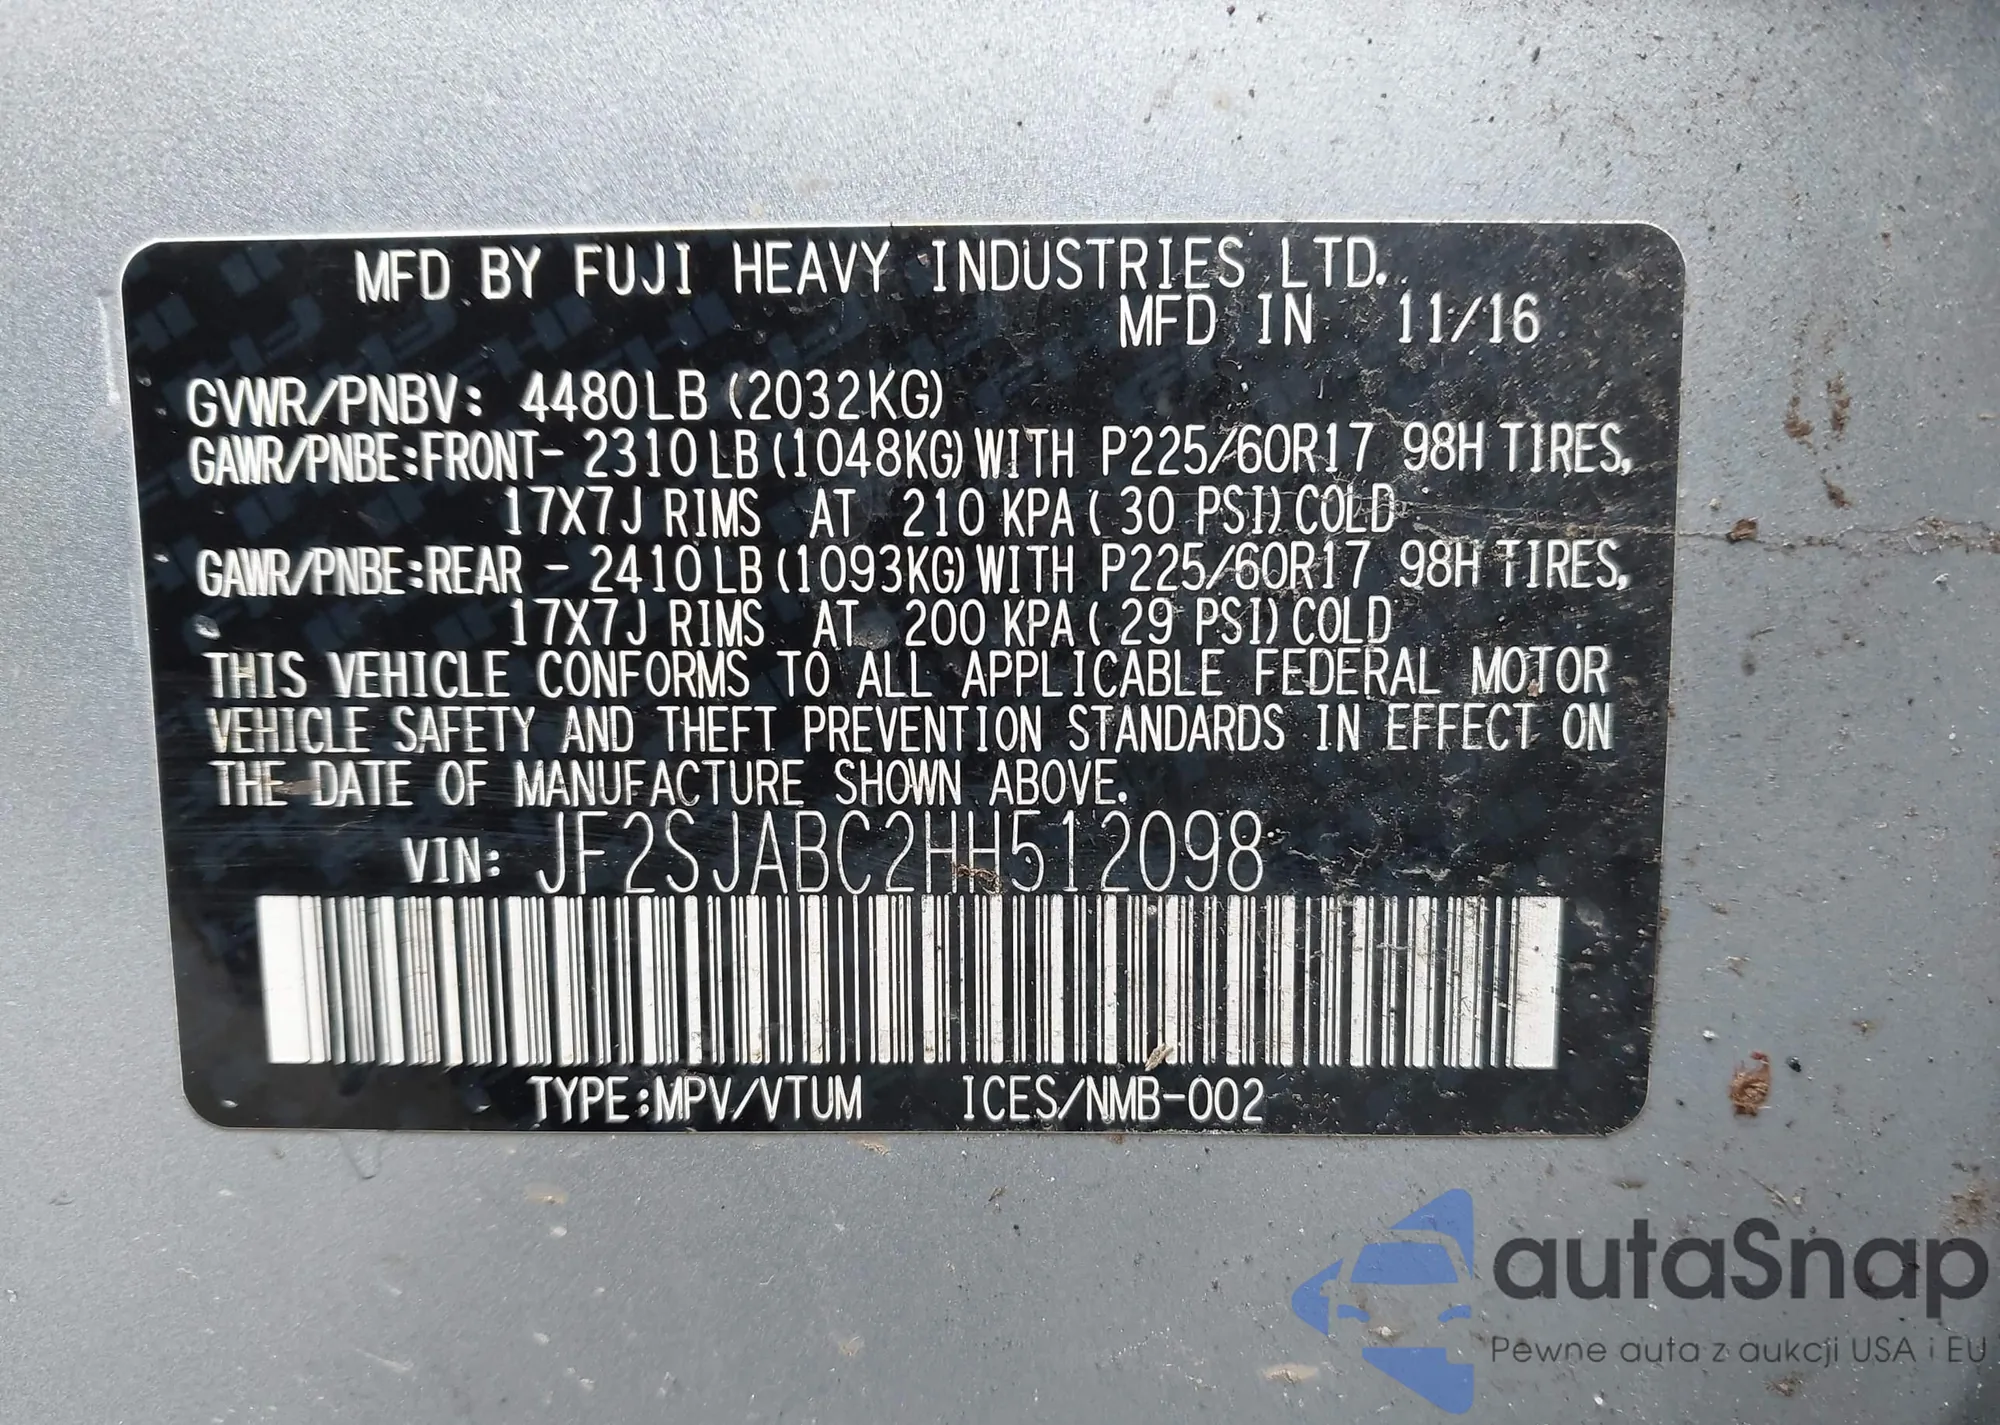 MFD BY FUJI HEAVY INDUSTRIES LTD.
MFD IN 11/16
GVWR/PNBV: 4480LB (2032KG)
GAWR/PNBE:FRONT- 2310LB (1048KG) WITH P225/60R17 98H TIRES,
17X7J RIMS AT 210 KPA ( 30 PSI) COLD
GAWR/PNBE:REAR - 2410LB (1093KG) WITH P225/60R17 98H TIRES,
17X7J RIMS AT 200 KPA ( 29 PSI) COLD
THIS VEHICLE CONFORMS TO ALL APPLICABLE FEDERAL MOTOR
VEHICLE SAFETY AND THEFT PREVENTION STANDARDS IN EFFECT ON
THE DATE OF MANUFACTURE SHOWN ABOVE.
VIN: JF2SJABC2HH512098
TYPE:MPV/VTUM ICES/NMB-002
autaSnap
Pewne auta z aukcji USA i EU